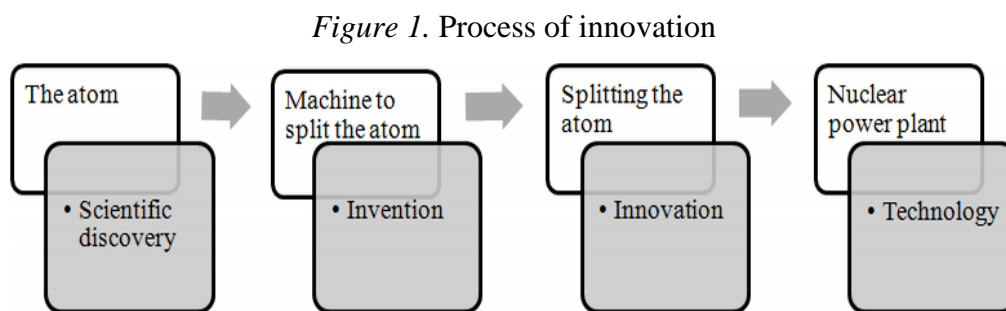 Figure 1. Process of innovation
The atom
• Scientific
discovery
Machine to
split the atom
• Invention
Splitting the
atom
• Innovation
Nuclear
power plant
• Technology